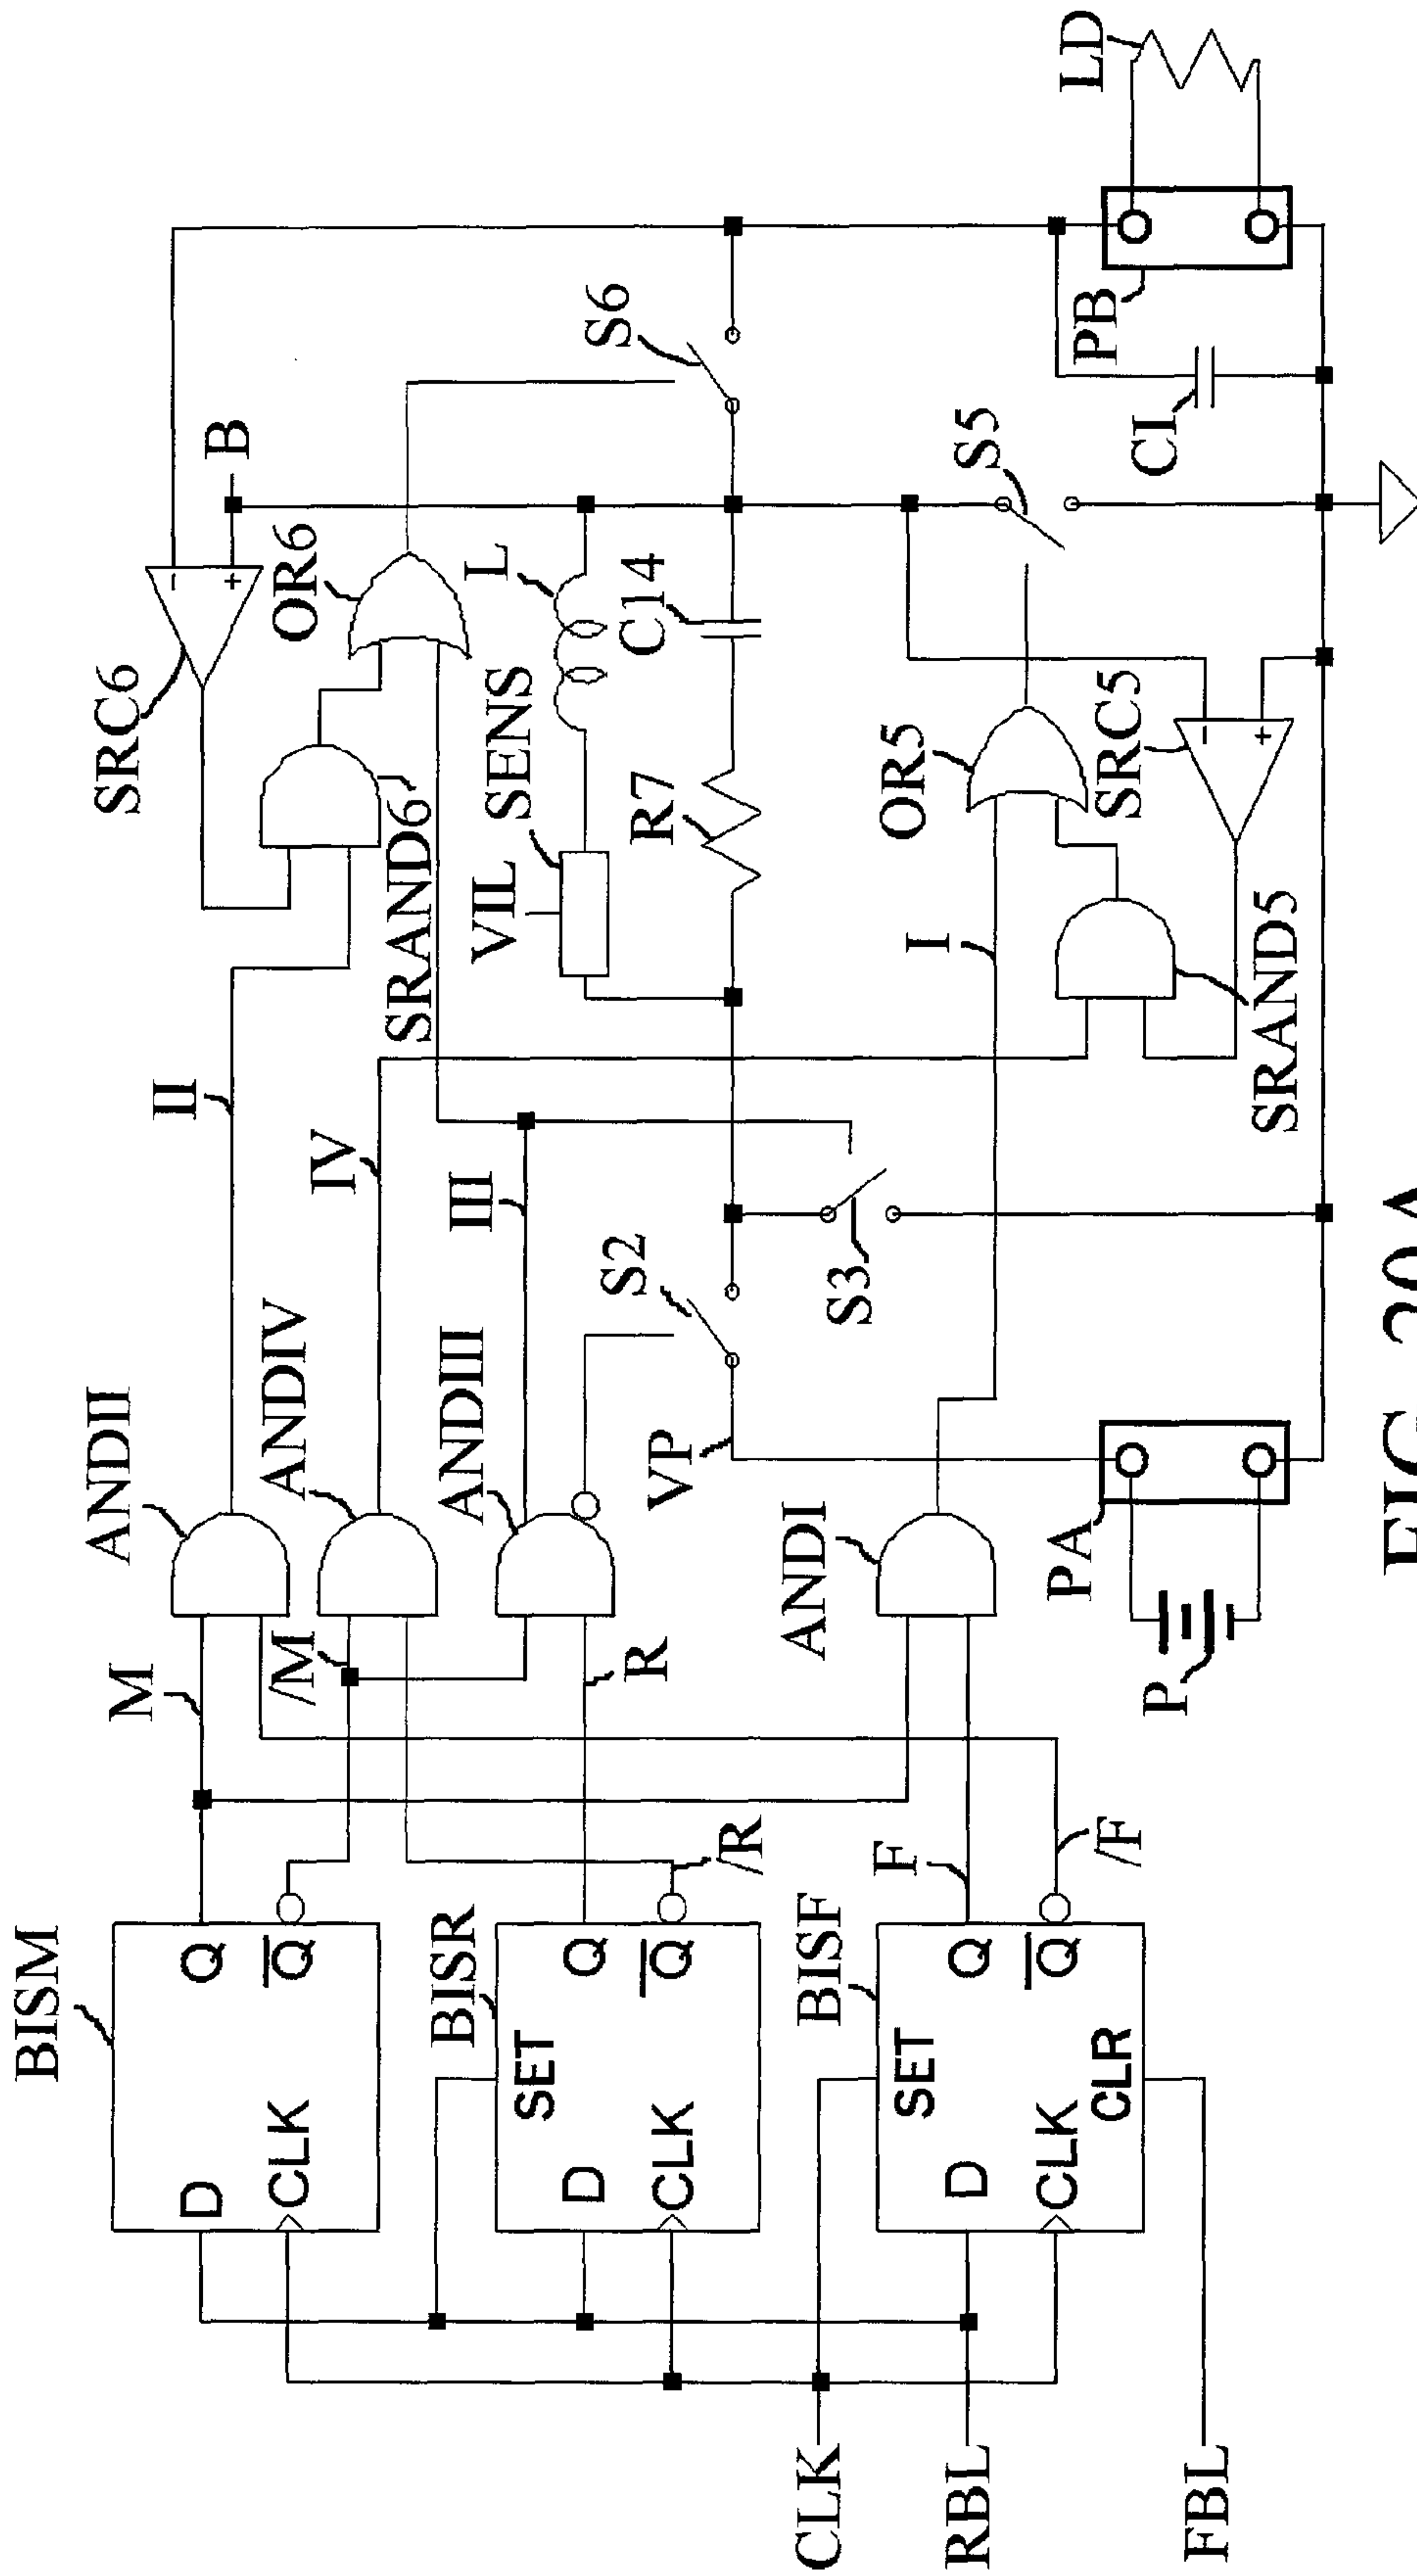 BISM
D
Q
CLK
Q
BISR
SET
D
Q
CLK
Q
BISF
SET
D
Q
CLK
Q
CLR
CLK
RBL
FBL
M
/M
R
/R
F
/F
ANDII
ANDIV
ANDIII
ANDI
II
IV
III
I
VP
PA
P
S2
S3
SRC6
-
+
B
OR6
SRAND6
SENS
VIL
L
C14
R7
S6
S5
OR5
SRC5
-
+
SRAND5
CI
PB
LD
FIG. 20A